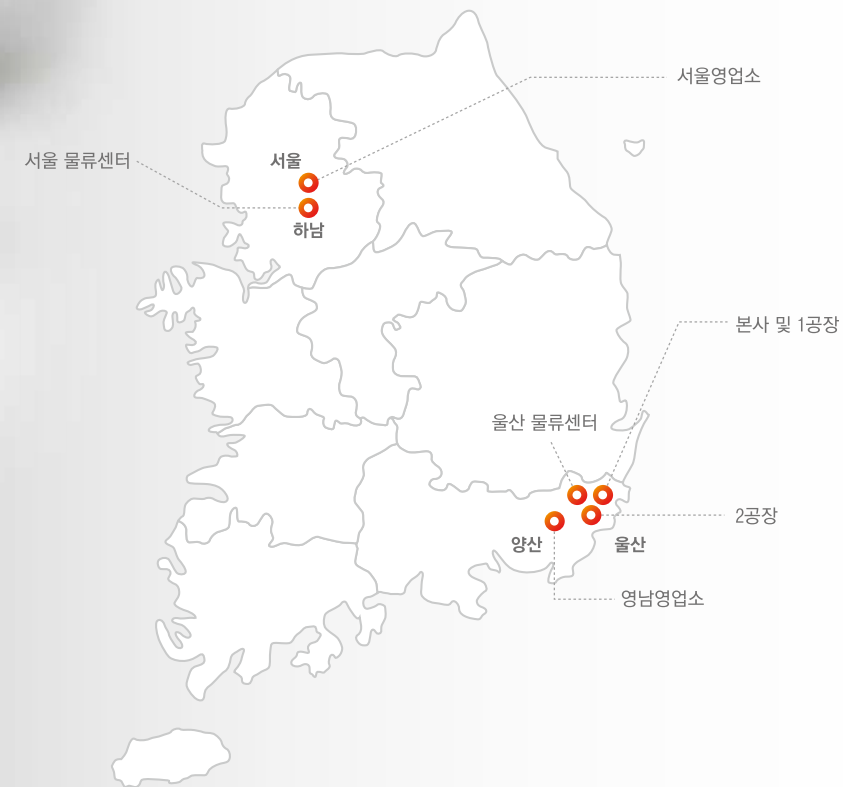 서울영업소
서울 물류센터
서울
하남
본사 및 1공장
울산 물류센터
2공장
양산
울산
영남영업소